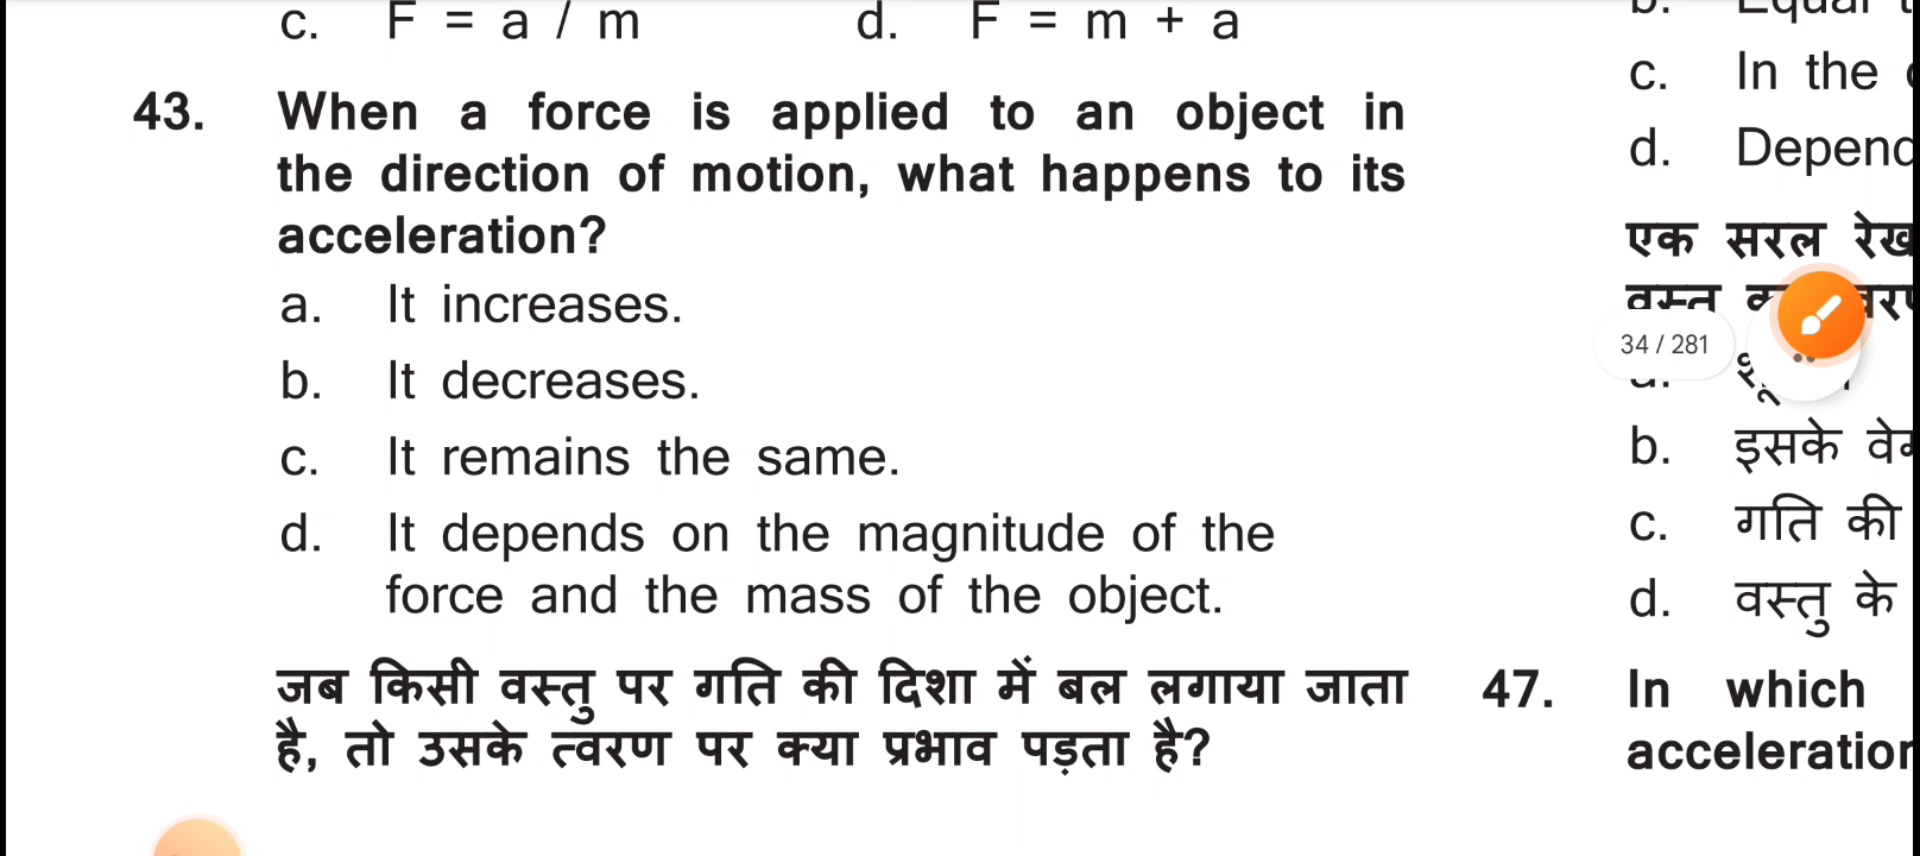 c. F = a / m d. F = m + a
43. When a force is applied to an object in
the direction of motion, what happens to its
acceleration?
a. It increases.
b. It decreases.
c. It remains the same.
d. It depends on the magnitude of the
force and the mass of the object.
जब किसी वस्तु पर गति की दिशा में बल लगाया जाता
है, तो उसके त्वरण पर क्या प्रभाव पड़ता है?
b. Equal
c. In the
d.
एक सरल
34 / 281
b. इसके
c. गति की
d. वस्तु के
47. In which